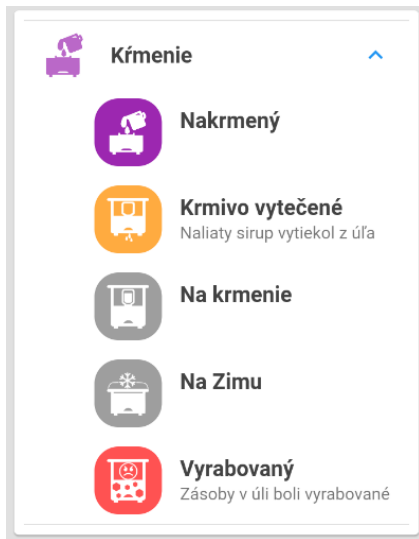 Kŕmenie
Nakrmený
Krmivo vytečené
Naliaty sirup vytiekol z úľa
Na krmenie
Na Zimu
Vyrabovaný
Zásoby v úli boli vyrabované